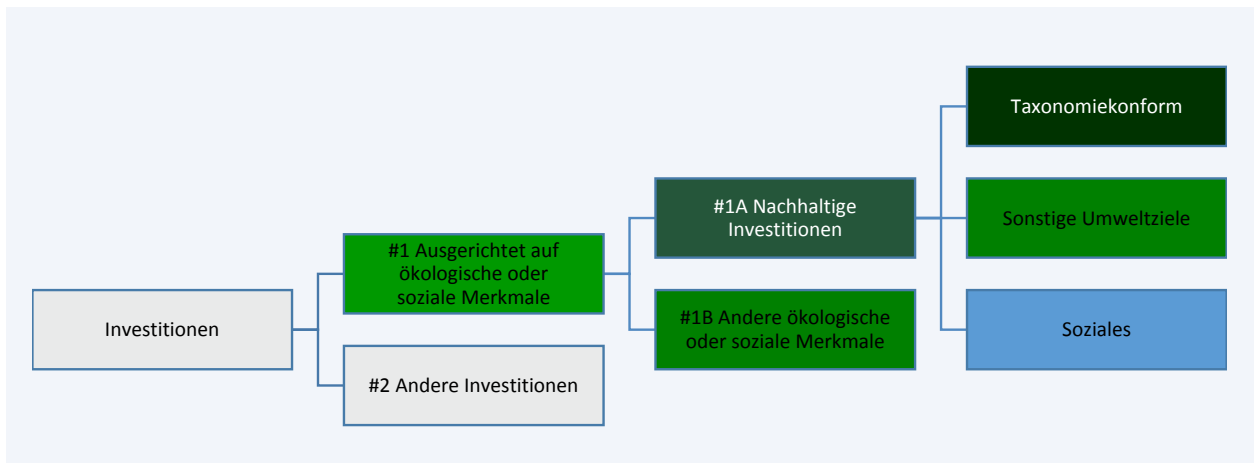 Investitionen
#1 Ausgerichtet auf
ökologische oder
soziale Merkmale
#2 Andere Investitionen
#1A Nachhaltige
Investitionen
#1B Andere ökologische
oder soziale Merkmale
Taxonomiekonform
Sonstige Umweltziele
Soziales